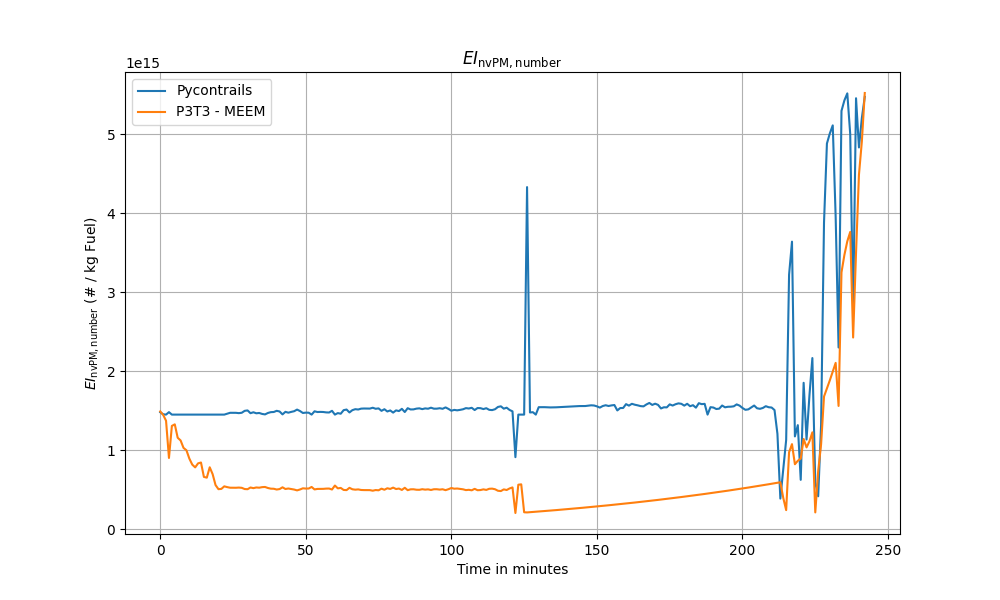 EI_nvPM, number
1e15
Pycontrails
P3T3 - MEEM
5
4
3
2
1
0
EI_nvPM, number (# / kg Fuel)
0 50 100 150 200 250
Time in minutes